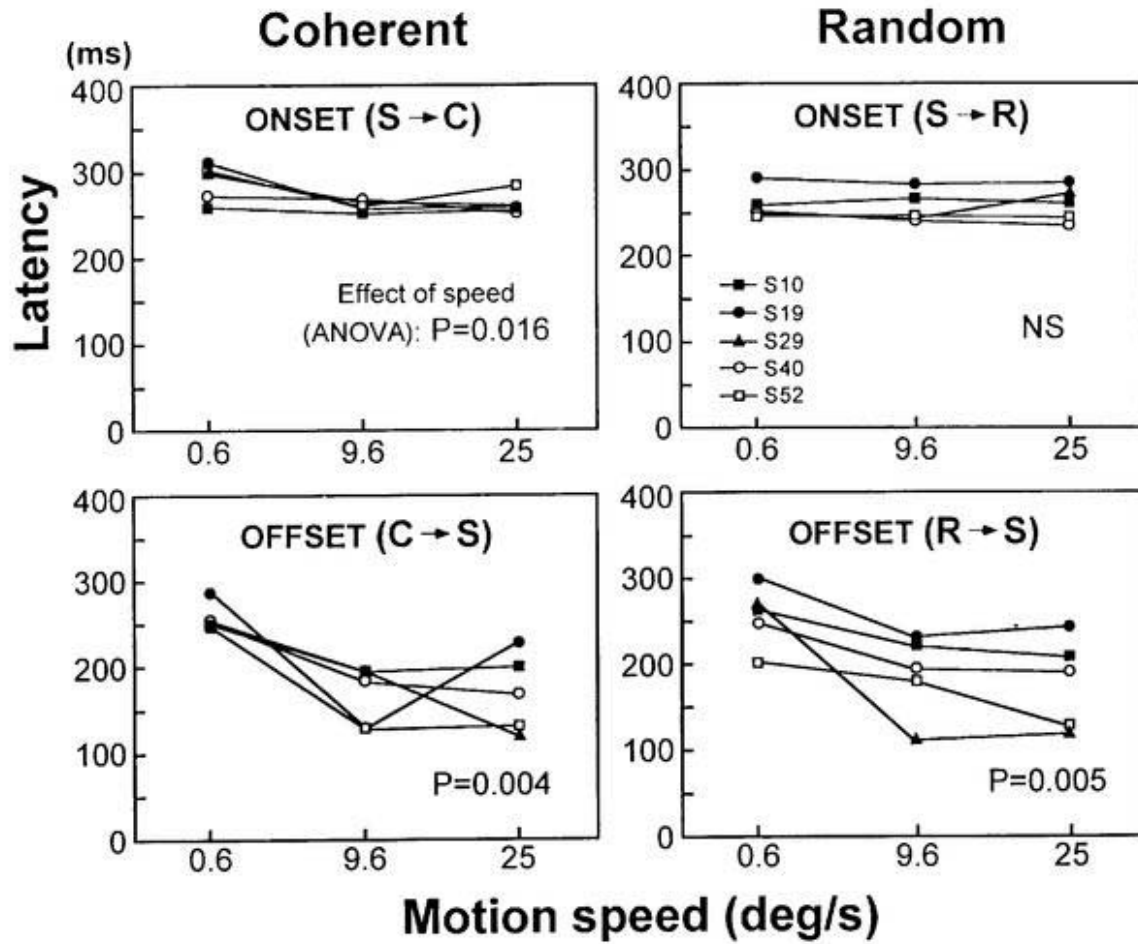 Coherent
Random
(ms)
Latency
400
300
200
100
0
ONSET (S → C)
Effect of speed
(ANOVA): P=0.016
0.6 9.6 25
400
300
200
100
0
ONSET (S → R)
S10
S19
S29
S40
S52
NS
0.6 9.6 25
400
300
200
100
0
OFFSET (C → S)
P=0.004
0.6 9.6 25
400
300
200
100
0
OFFSET (R → S)
P=0.005
0.6 9.6 25
Motion speed (deg/s)